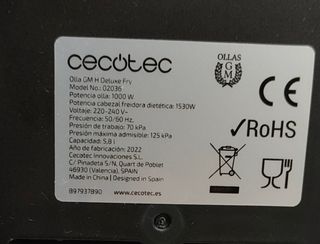 cecotec
OLLAS
GM
Olla GM H Deluxe Fry
Model No.: 02036
Potencia olla: 1000 W
Potencia cabezal freidora dietética: 1530W
Voltaje: 220-240 V~
Frecuencia: 50/60 Hz.
Presión de trabajo: 70 kPa
Presión máxima admisible: 125 kPa
Capacidad: 5.8 l
Año de fabricación: 2022
Cecotec Innovaciones S.L.
C/ Pinadeta S/N, Quart de Poblet
46930 (Valencia), SPAIN
Made in China | Designed in Spain
B97937890
www.cecotec.es
CE
✓RoHS